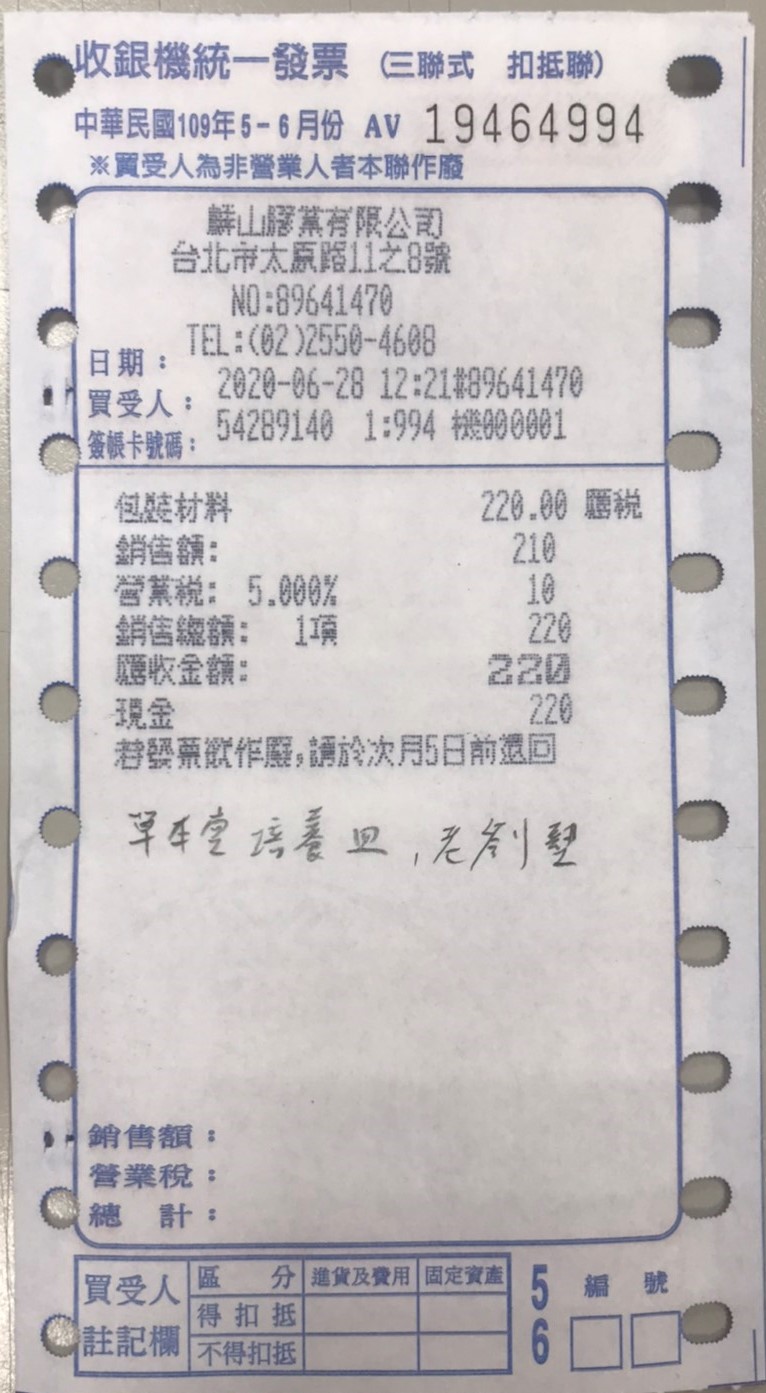 收銀機統一發票 (三聯式 扣抵聯)
中華民國109年5-6月份 AV 19464994
※買受人為非營業人者本聯作廢
山膠業有限公司
台北市太原路11之8號
NO:89641470
TEL:(02)2550-4608
日期:
2020-06-28 12:21#89641470
買受人:
54289140 1:994 機000001
簽帳卡號碼:
包裝材料 220.00 應稅
銷售額: 210
營業稅: 5.000% 10
銷售總額: 1項 220
應收金額: 220
現金 220
若發票欲作廢,請於次月5日前退回
草本室 培養皿,
銷售額:
營業稅:
總 計:
買受人註記欄 區 分 進貨及費用 固定資產 5 6 編 號
得扣抵
不得扣抵